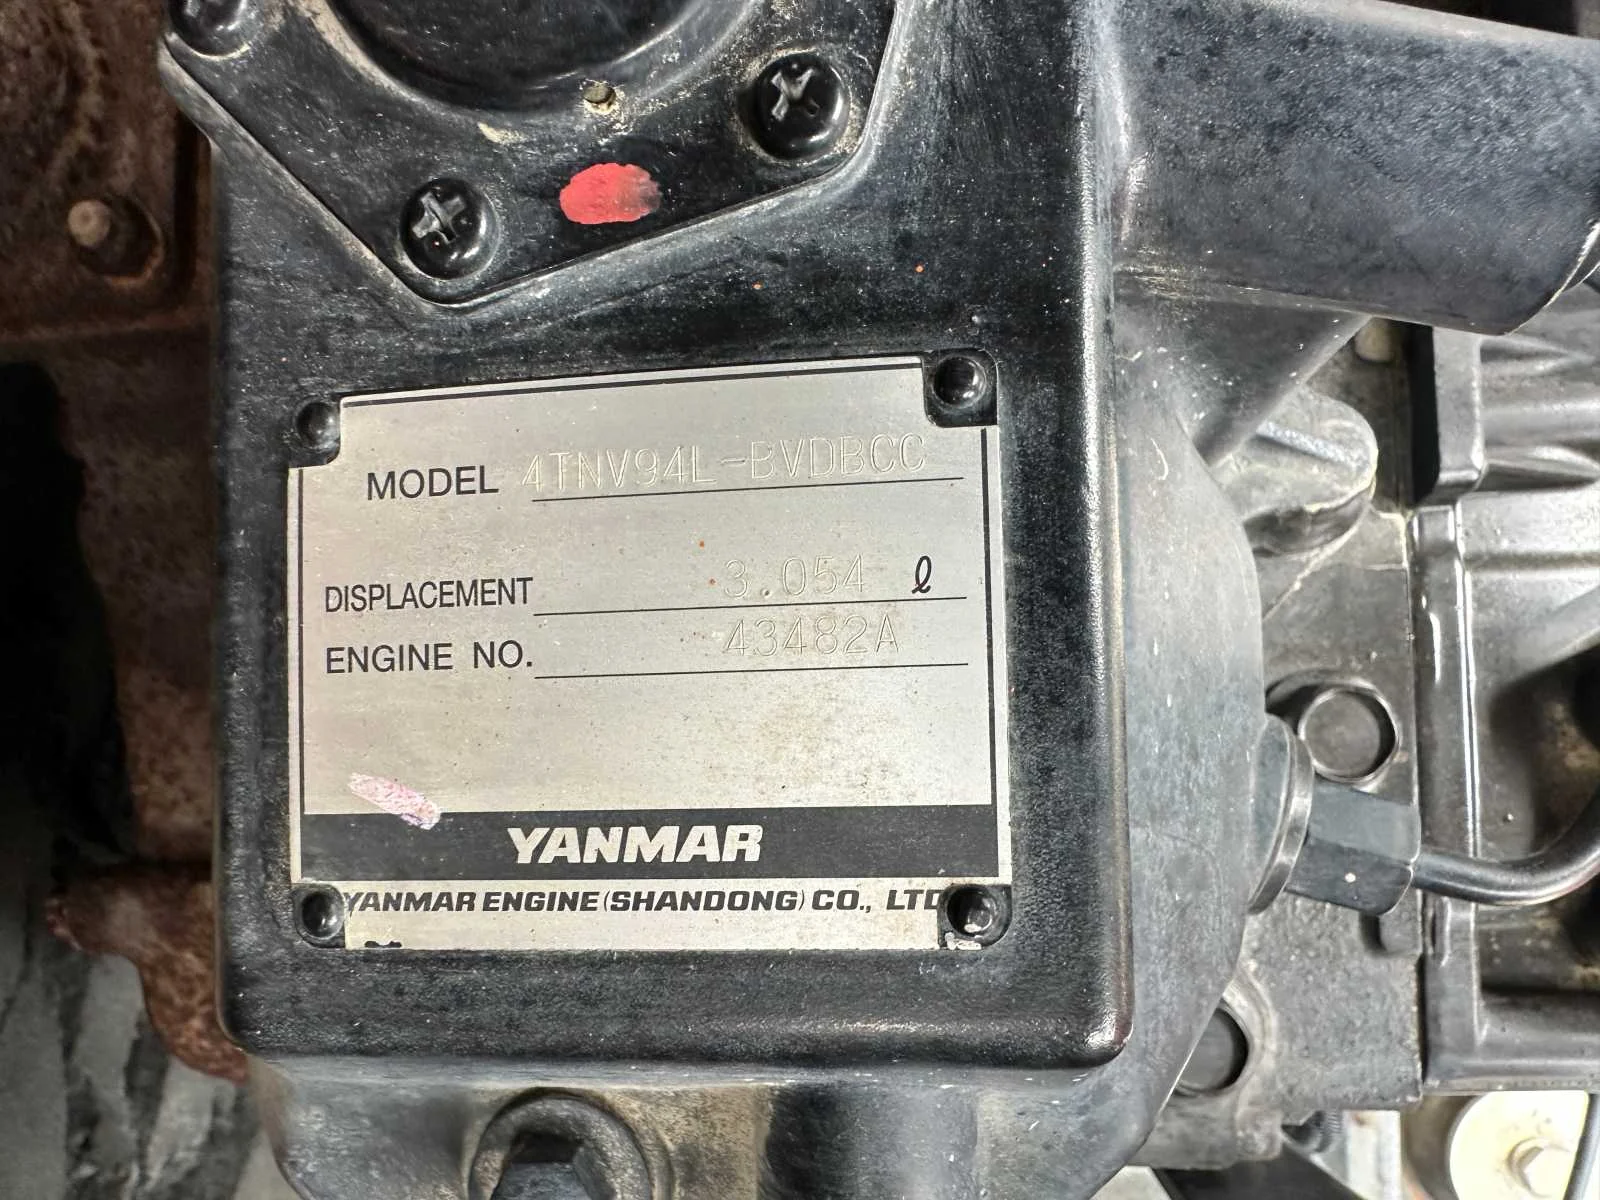 MODEL 4TNV94L-BVDBCC
DISPLACEMENT 3.054 ℓ
ENGINE NO. 43482A
YANMAR
YANMAR ENGINE (SHANDONG) CO., LTD